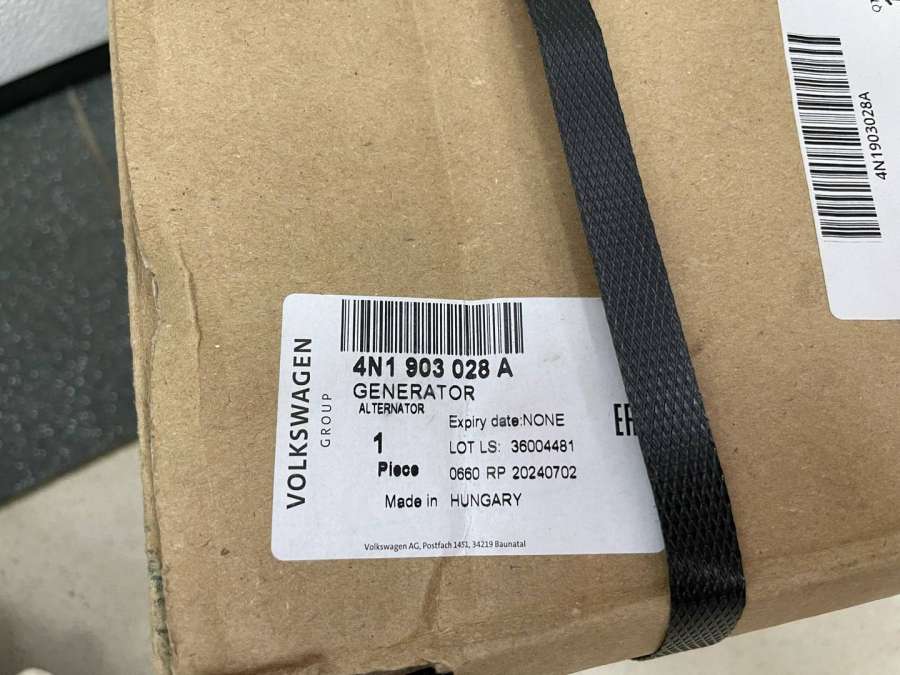 4N1903028A
VOLKSWAGEN
GROUP
4N1 903 028 A
GENERATOR
ALTERNATOR
Expiry date:NONE
1
LOT LS: 36004481
Piece
0660 RP 20240702
Made in HUNGARY
Volkswagen AG, Postfach 1451, 34219 Baunatal